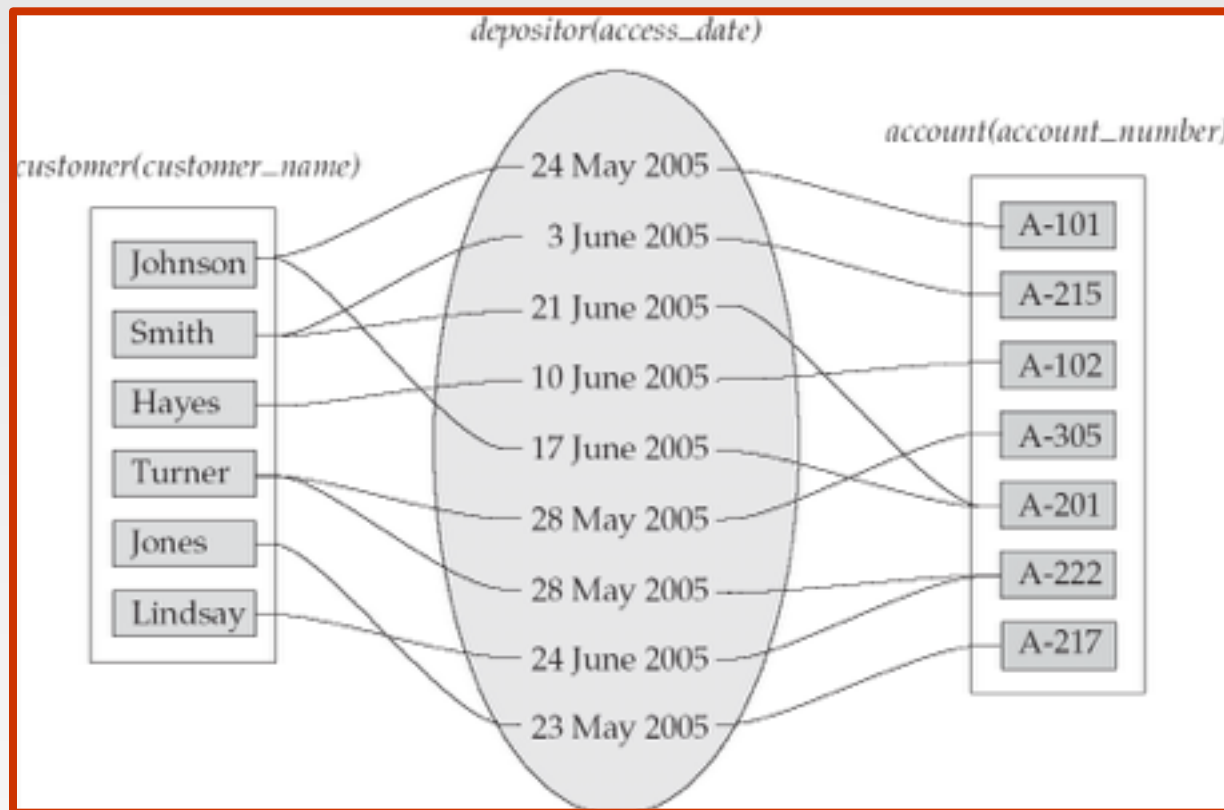 depositor(access_date)
customer(customer_name)
account(account_number)
Johnson
Smith
Hayes
Turner
Jones
Lindsay
24 May 2005
3 June 2005
21 June 2005
10 June 2005
17 June 2005
28 May 2005
28 May 2005
24 June 2005
23 May 2005
A-101
A-215
A-102
A-305
A-201
A-222
A-217